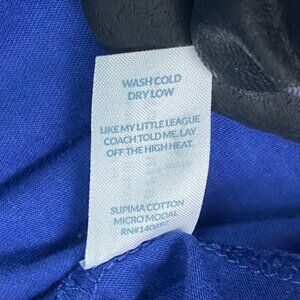 WASH COLD
DRY LOW
LIKE MY LITTLE LEAGUE
COACH TOLD ME, LAY
OFF THE HIGH HEAT.
SUPIMA COTTON
MICRO MODAL